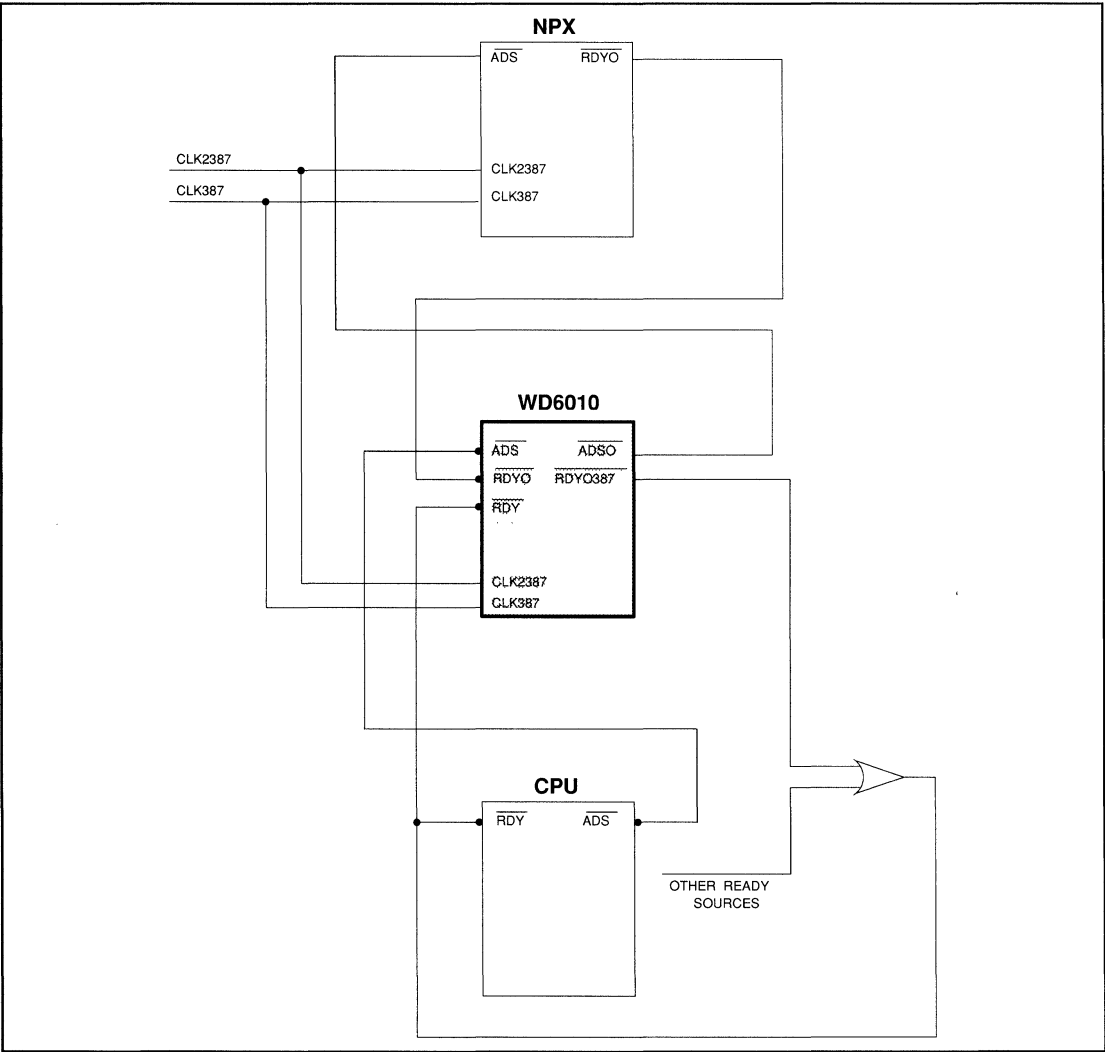 NPX
ADS RDYO
CLK2387 CLK2387
CLK387 CLK387
WD6010
ADS ADSO
RDYO RDYO387
RDY
CLK2387
CLK387
CPU
RDY ADS
OTHER READY
SOURCES